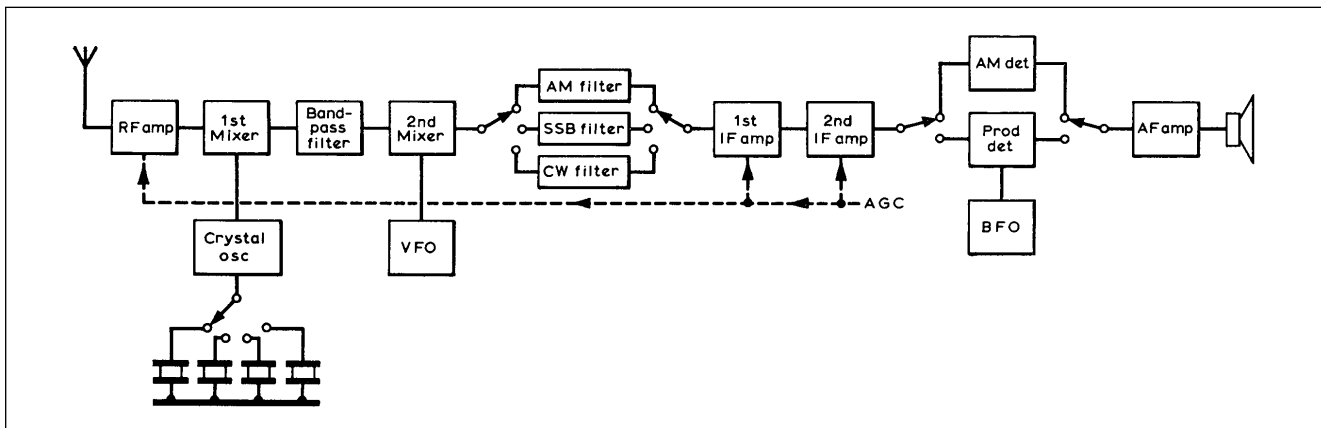 RF amp
1st
Mixer
Band-
pass
filter
2nd
Mixer
AM filter
SSB filter
CW filter
1st
IF amp
2nd
IF amp
AM det
Prod
det
AF amp
AGC
Crystal
osc
VFO
BFO